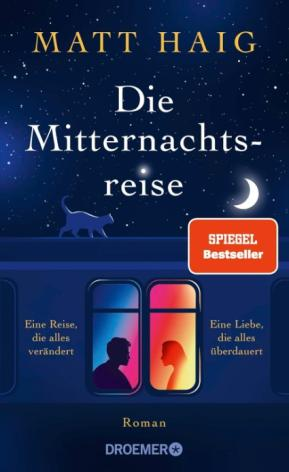 MATT HAIG
Die
Mitternachts-
reise
SPIEGEL
Bestseller
Eine Reise,
die alles
verändert
Eine Liebe,
die alles
überdauert
Roman
DROEMER